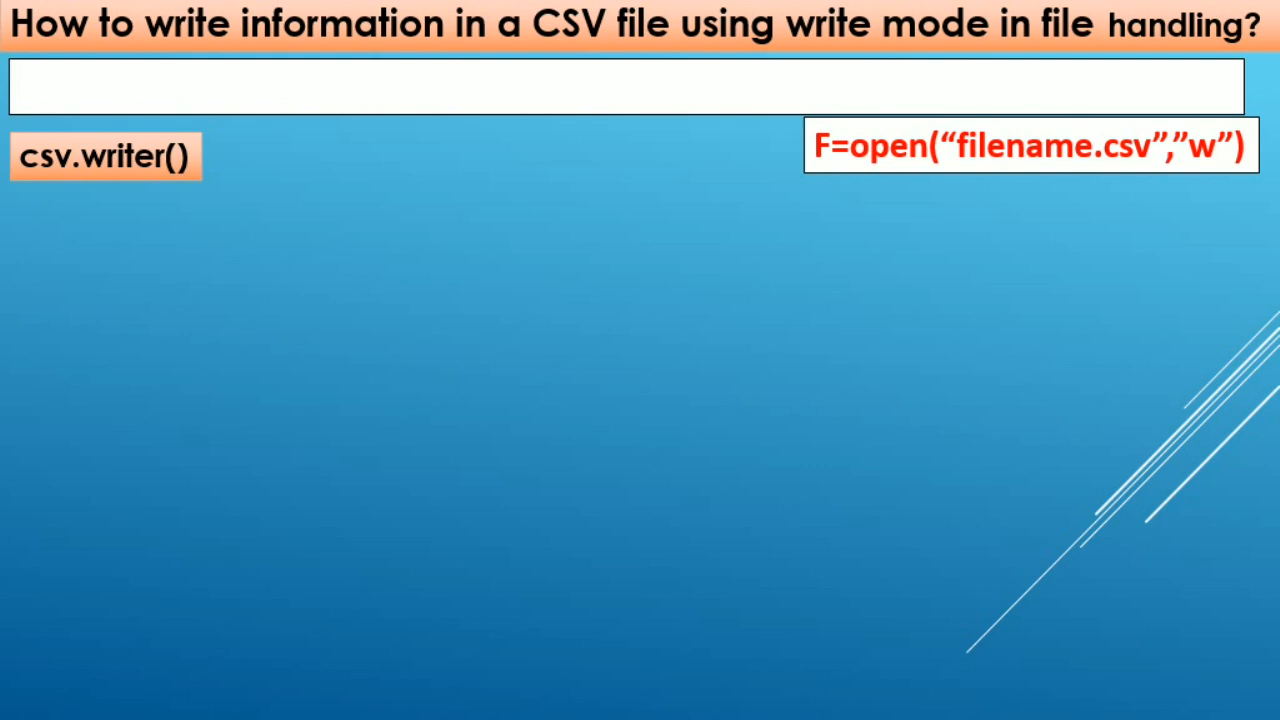 How to write information in a CSV file using write mode in file handling?
csv.writer()
F=open(“filename.csv”,”w”)